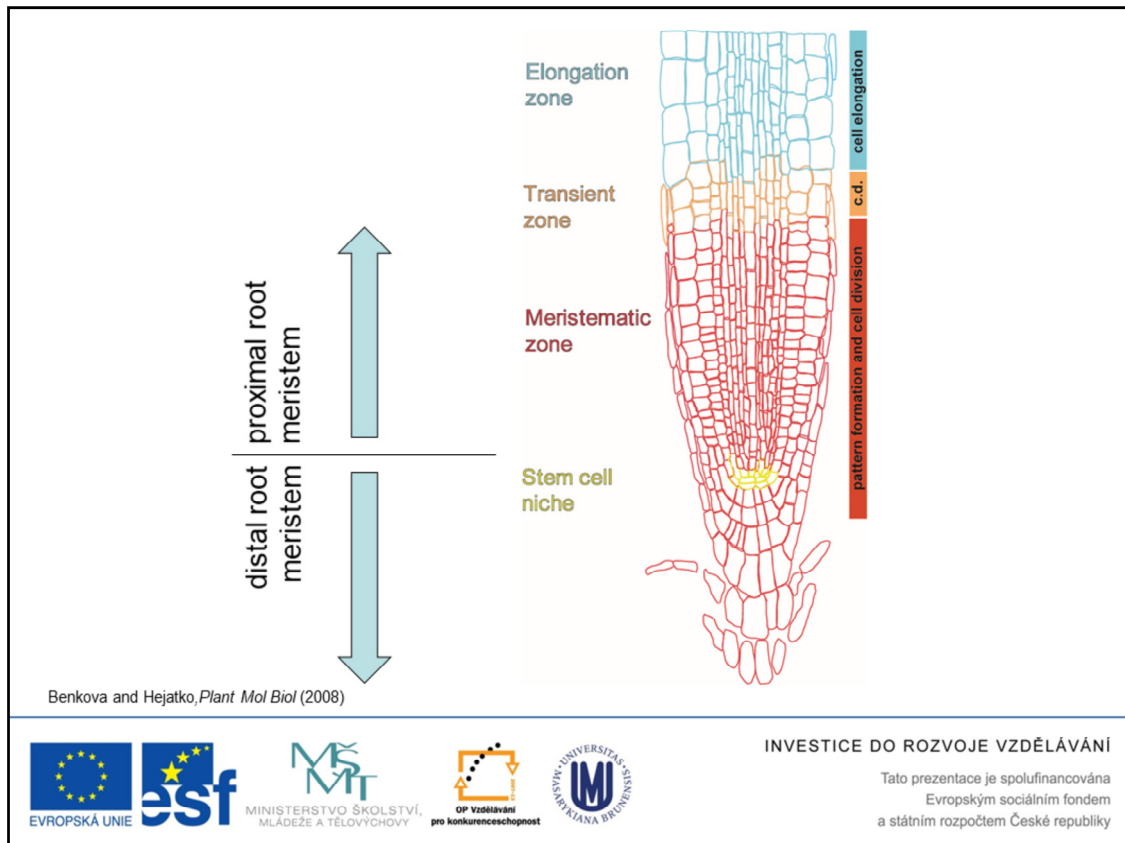 Elongation
zone
Transient
zone
Meristematic
zone
Stem cell
niche
cell elongation
c.d.
pattern formation and cell division
proximal root
meristem
distal root
meristem
Benkova and Hejatko, Plant Mol Biol (2008)
EVROPSKÁ UNIE
esf
MŠMT
MINISTERSTVO ŠKOLSTVÍ,
MLÁDEŽE A TĚLOVÝCHOVY
OP Vzdělávání
pro konkurenceschopnost
UNIVERSITAS
MASARYKIANA BRUNENSIS
INVESTICE DO ROZVOJE VZDĚLÁVÁNÍ
Tato prezentace je spolufinancována
Evropským sociálním fondem
a státním rozpočtem České republiky